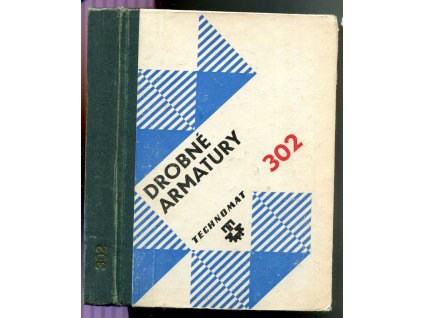 DROBNÉ
ARMATURY
302
TECHNOMAT
302